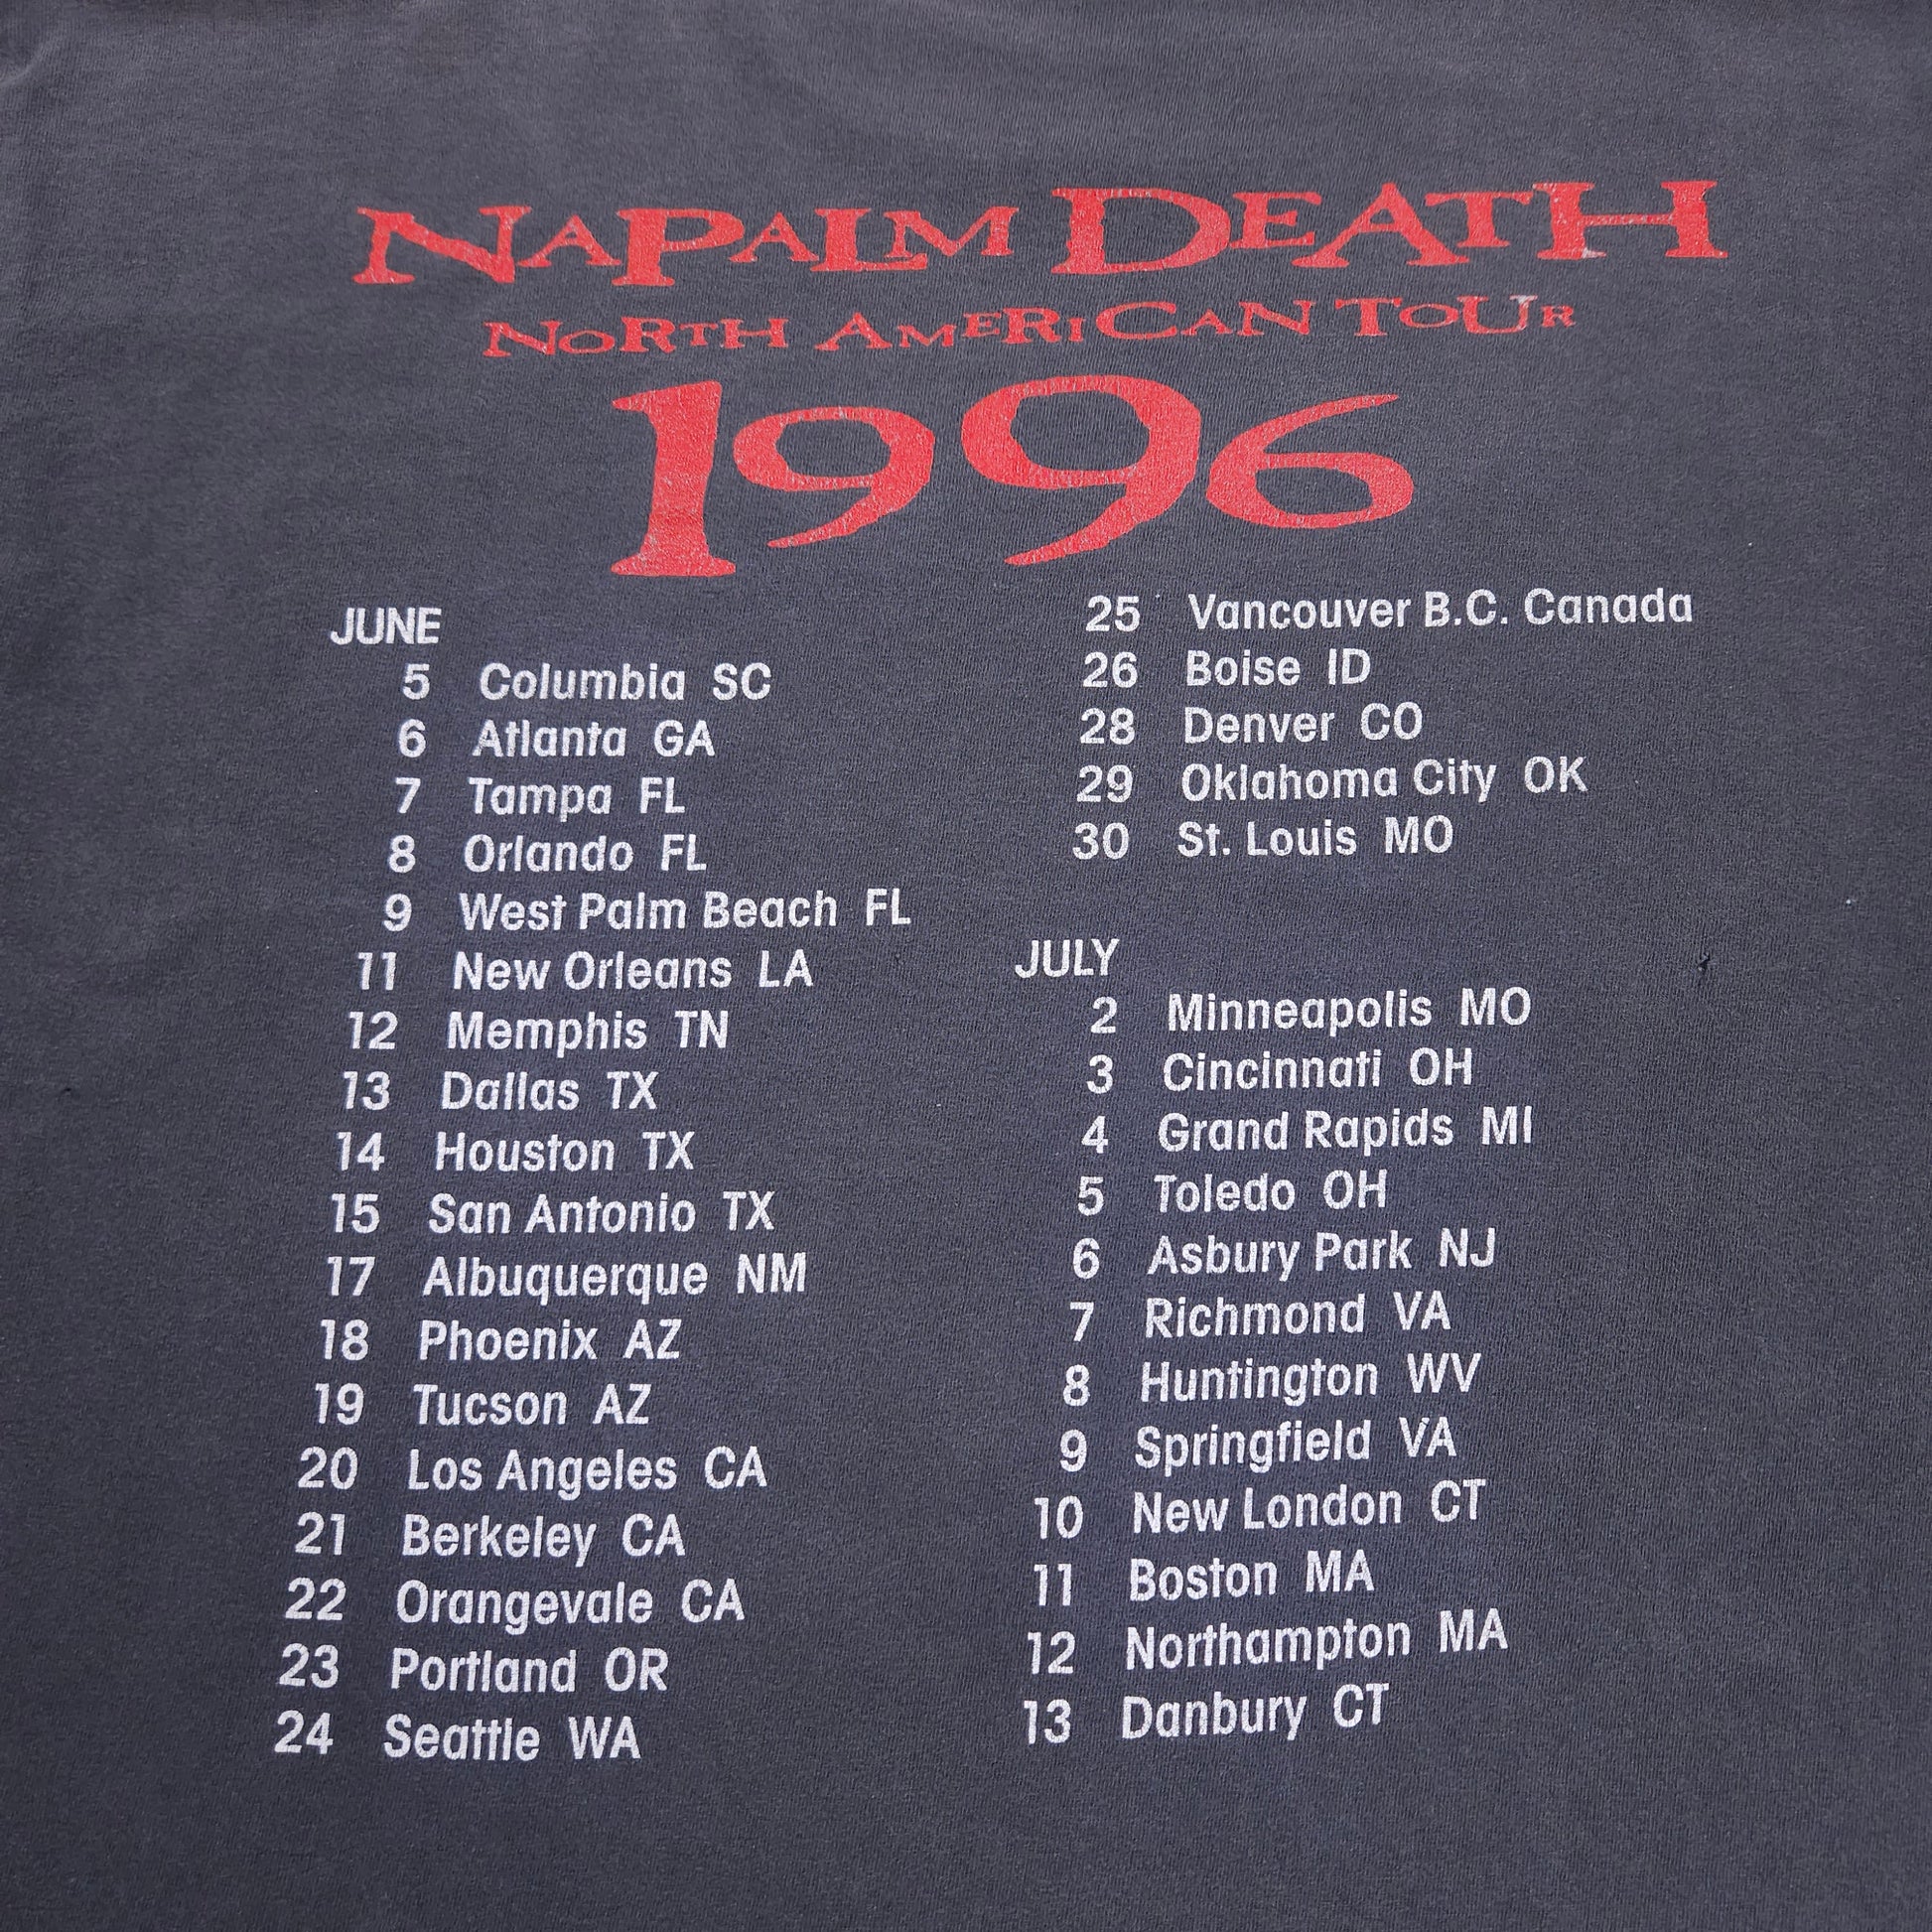 NAPALM DEATH
NORTH AMERICAN TOUR
1996
JUNE
5 Columbia SC
6 Atlanta GA
7 Tampa FL
8 Orlando FL
9 West Palm Beach FL
11 New Orleans LA
12 Memphis TN
13 Dallas TX
14 Houston TX
15 San Antonio TX
17 Albuquerque NM
18 Phoenix AZ
19 Tucson AZ
20 Los Angeles CA
21 Berkeley CA
22 Orangevale CA
23 Portland OR
24 Seattle WA
25 Vancouver B.C. Canada
26 Boise ID
28 Denver CO
29 Oklahoma City OK
30 St. Louis MO
JULY
2 Minneapolis MO
3 Cincinnati OH
4 Grand Rapids MI
5 Toledo OH
6 Asbury Park NJ
7 Richmond VA
8 Huntington WV
9 Springfield VA
10 New London CT
11 Boston MA
12 Northampton MA
13 Danbury CT